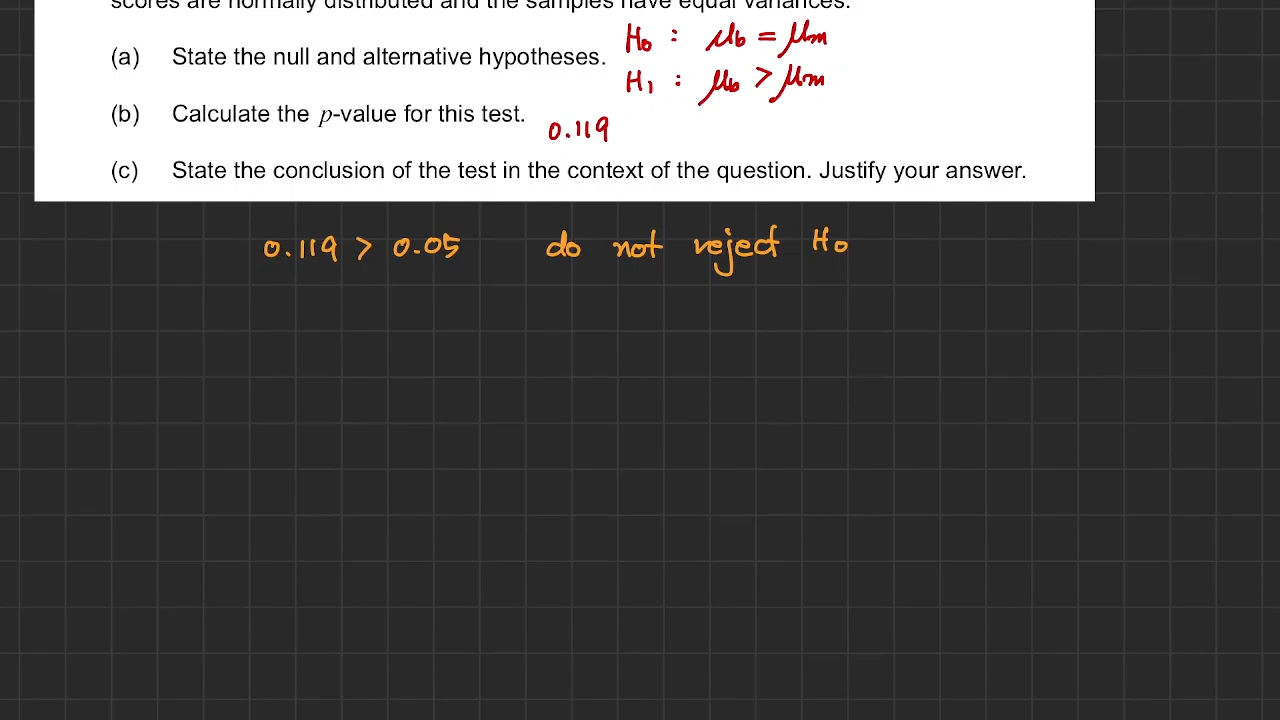 scores are normally distributed and the samples have equal variances.
(a) State the null and alternative hypotheses. H₀ : μb = μm
H₁ : μb > μm
(b) Calculate the p-value for this test. 0.119
(c) State the conclusion of the test in the context of the question. Justify your answer.
0.119 > 0.05 do not reject H₀